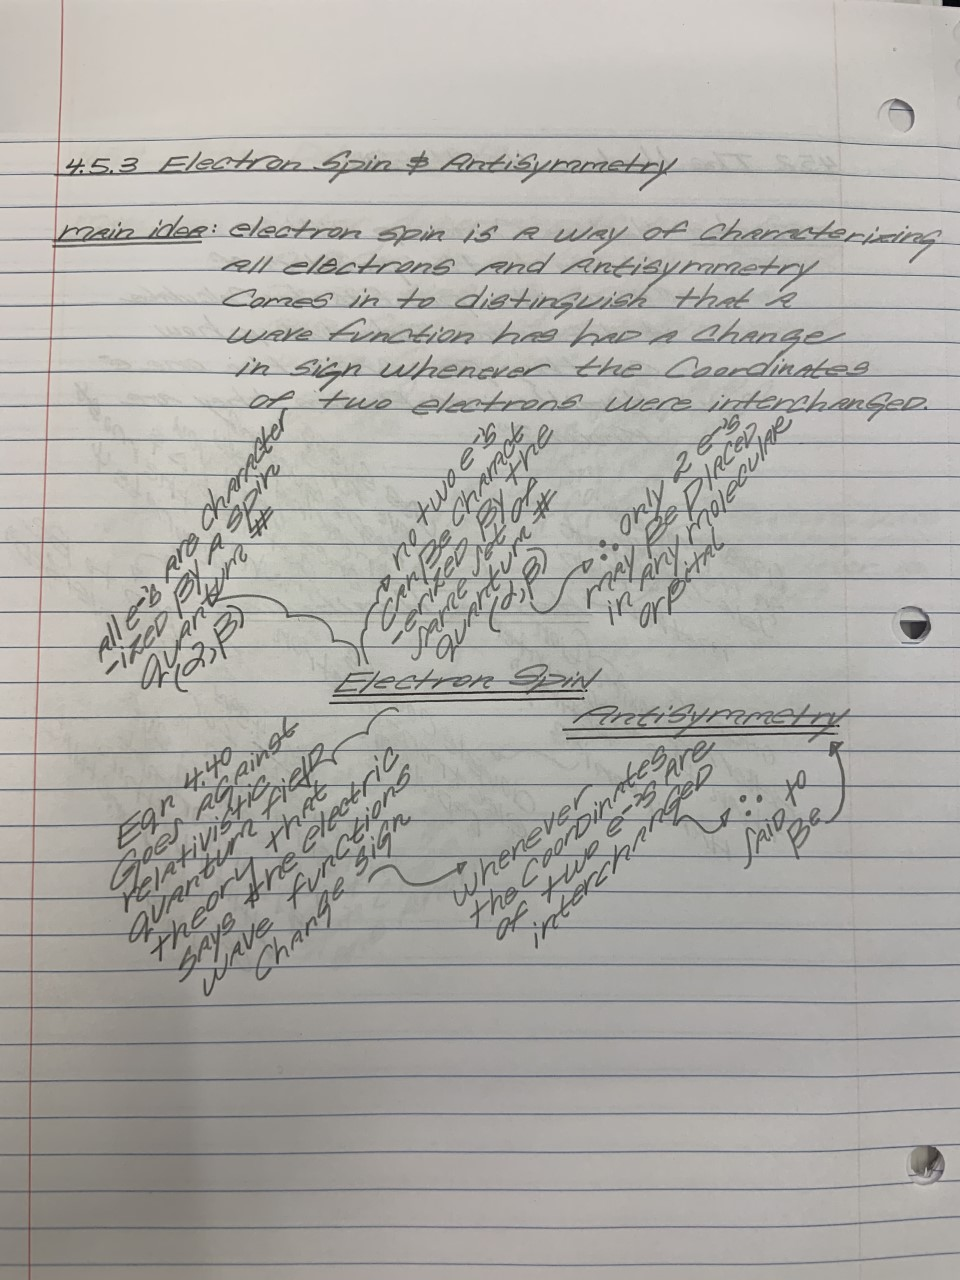 4.5.3 Electron Spin & Antisymmetry
main idea: electron spin is a way of characterizing
all electrons and antisymmetry
comes in to distinguish that a
wave function has had a change
in sign whenever the coordinates
of two electrons were interchanged.
all e⁻'s are character
-ized by a spin
quantum #
(α, β)
no two e⁻'s
can be charact
-erized by the
same set of
quantum #
(α, β)
∴ only 2 e⁻'s
may be placed
in any molecular
orbital
Electron Spin
Antisymmetry
Eqn 4.40
goes against
relativistic
quantum field
theory that
says the electric
wave functions
change sign
whenever
the coordinates
of two e⁻'s are
interchanged
∴
said to
be